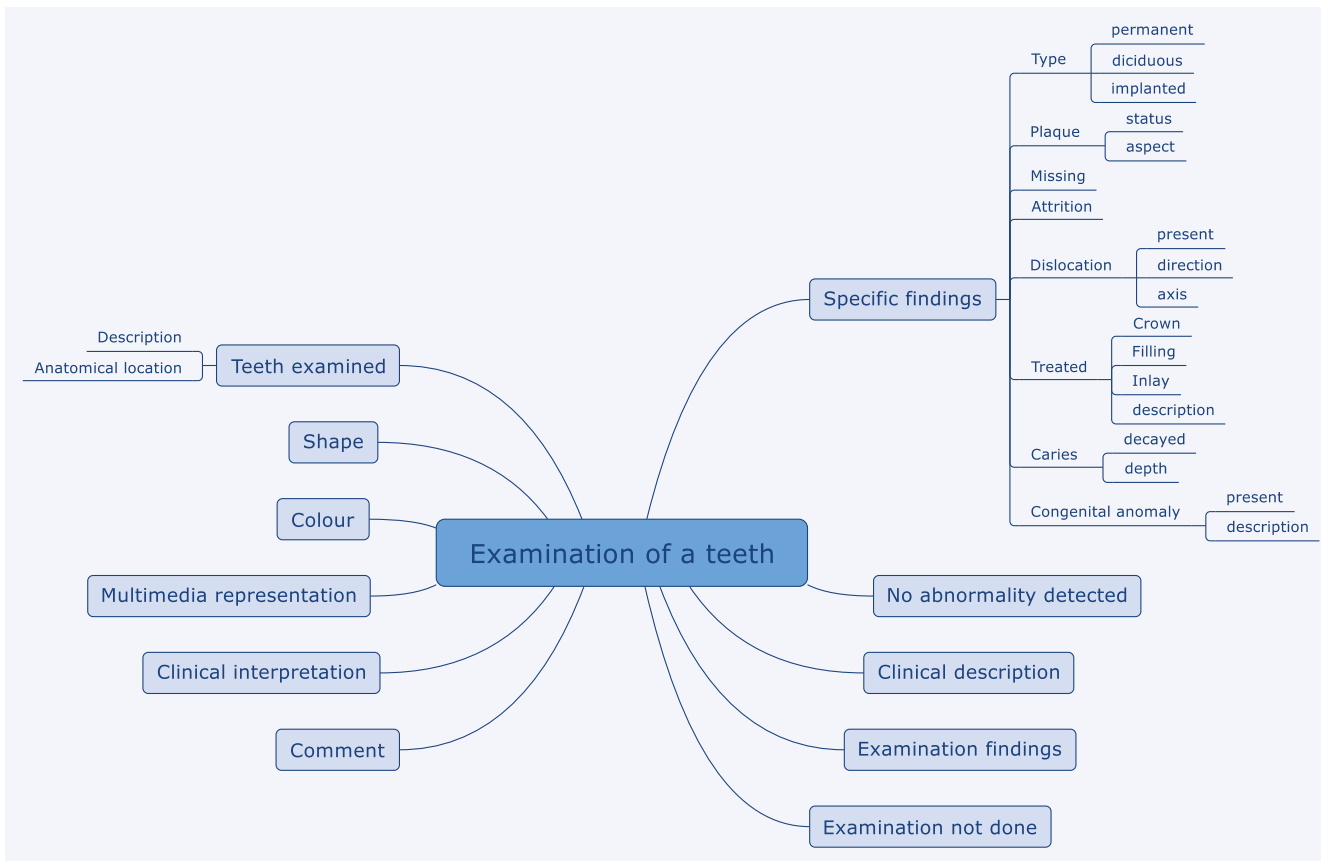 permanent
Type
diciduous
implanted
status
Plaque
aspect
Missing
Attrition
present
Dislocation
direction
axis
Specific findings
Crown
Filling
Treated
Inlay
description
decayed
Caries
depth
present
Congenital anomaly
description
Description
Teeth examined
Anatomical location
Shape
Colour
Examination of a teeth
Multimedia representation
No abnormality detected
Clinical interpretation
Clinical description
Comment
Examination findings
Examination not done